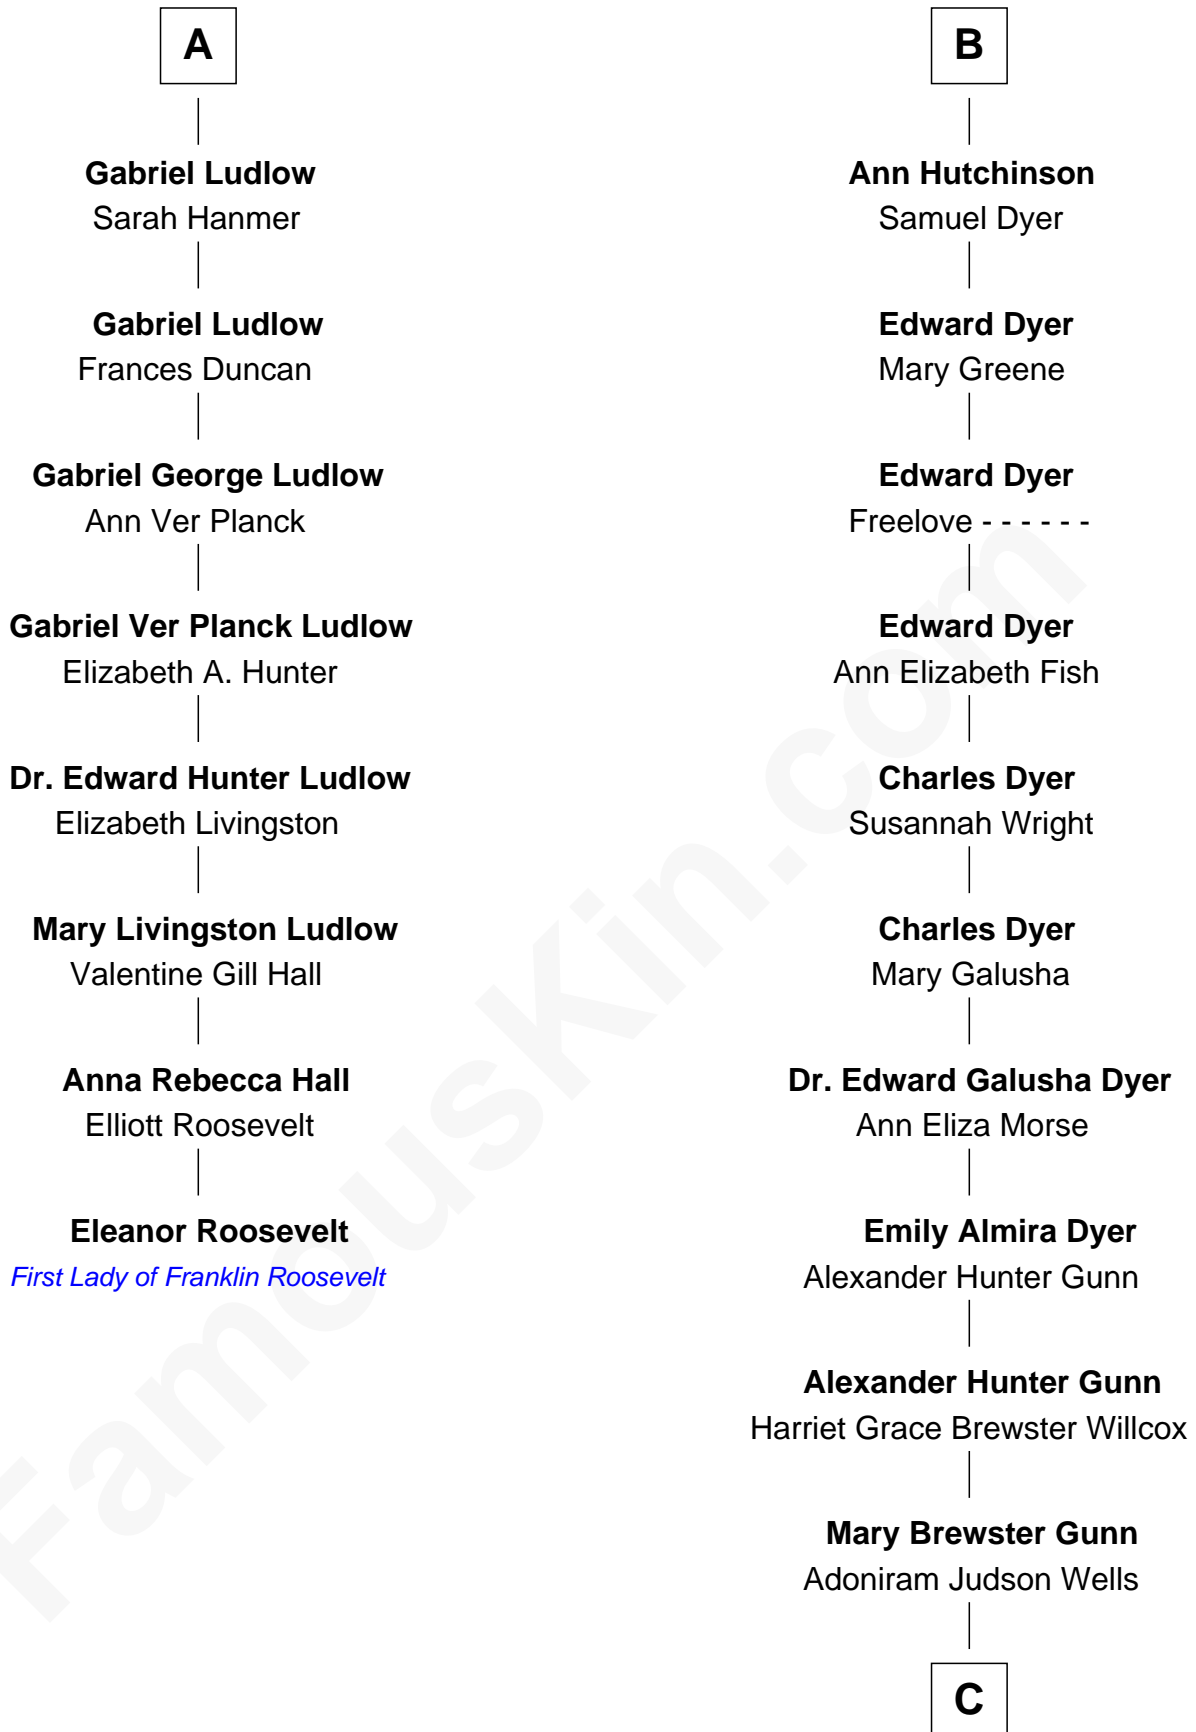 A
Gabriel Ludlow
Sarah Hanmer
Gabriel Ludlow
Frances Duncan
Gabriel George Ludlow
Ann Ver Planck
Gabriel Ver Planck Ludlow
Elizabeth A. Hunter
Dr. Edward Hunter Ludlow
Elizabeth Livingston
Mary Livingston Ludlow
Valentine Gill Hall
Anna Rebecca Hall
Elliott Roosevelt
Eleanor Roosevelt
First Lady of Franklin Roosevelt
B
Ann Hutchinson
Samuel Dyer
Edward Dyer
Mary Greene
Edward Dyer
Freelove - - - - - -
Edward Dyer
Ann Elizabeth Fish
Charles Dyer
Susannah Wright
Charles Dyer
Mary Galusha
Dr. Edward Galusha Dyer
Ann Eliza Morse
Emily Almira Dyer
Alexander Hunter Gunn
Alexander Hunter Gunn
Harriet Grace Brewster Willcox
Mary Brewster Gunn
Adoniram Judson Wells
C
FamousKin.com